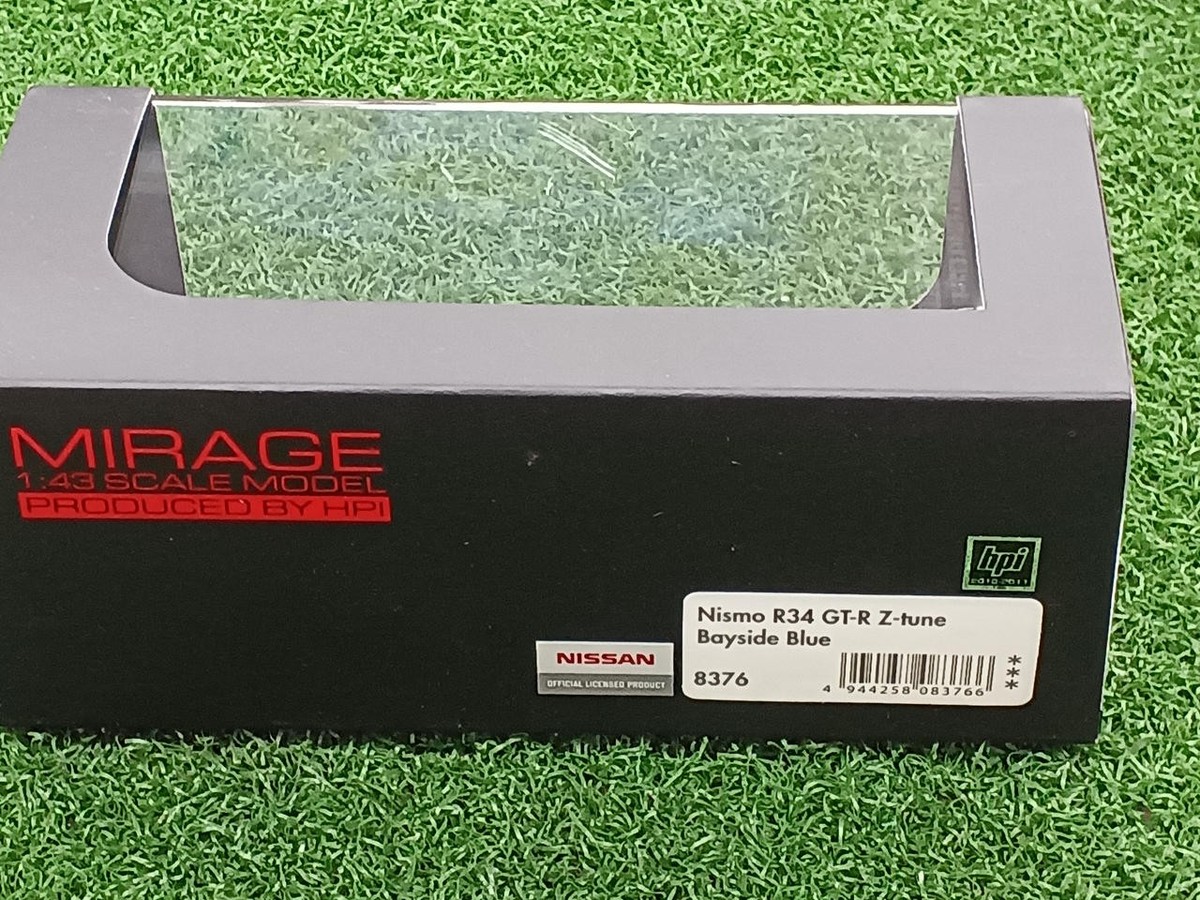 MIRAGE
1:43 SCALE MODEL
PRODUCED BY HPI
hpi
2010-2011
Nismo R34 GT-R Z-tune
Bayside Blue
NISSAN
OFFICIAL LICENSED PRODUCT
8376
4 944258 083766
***